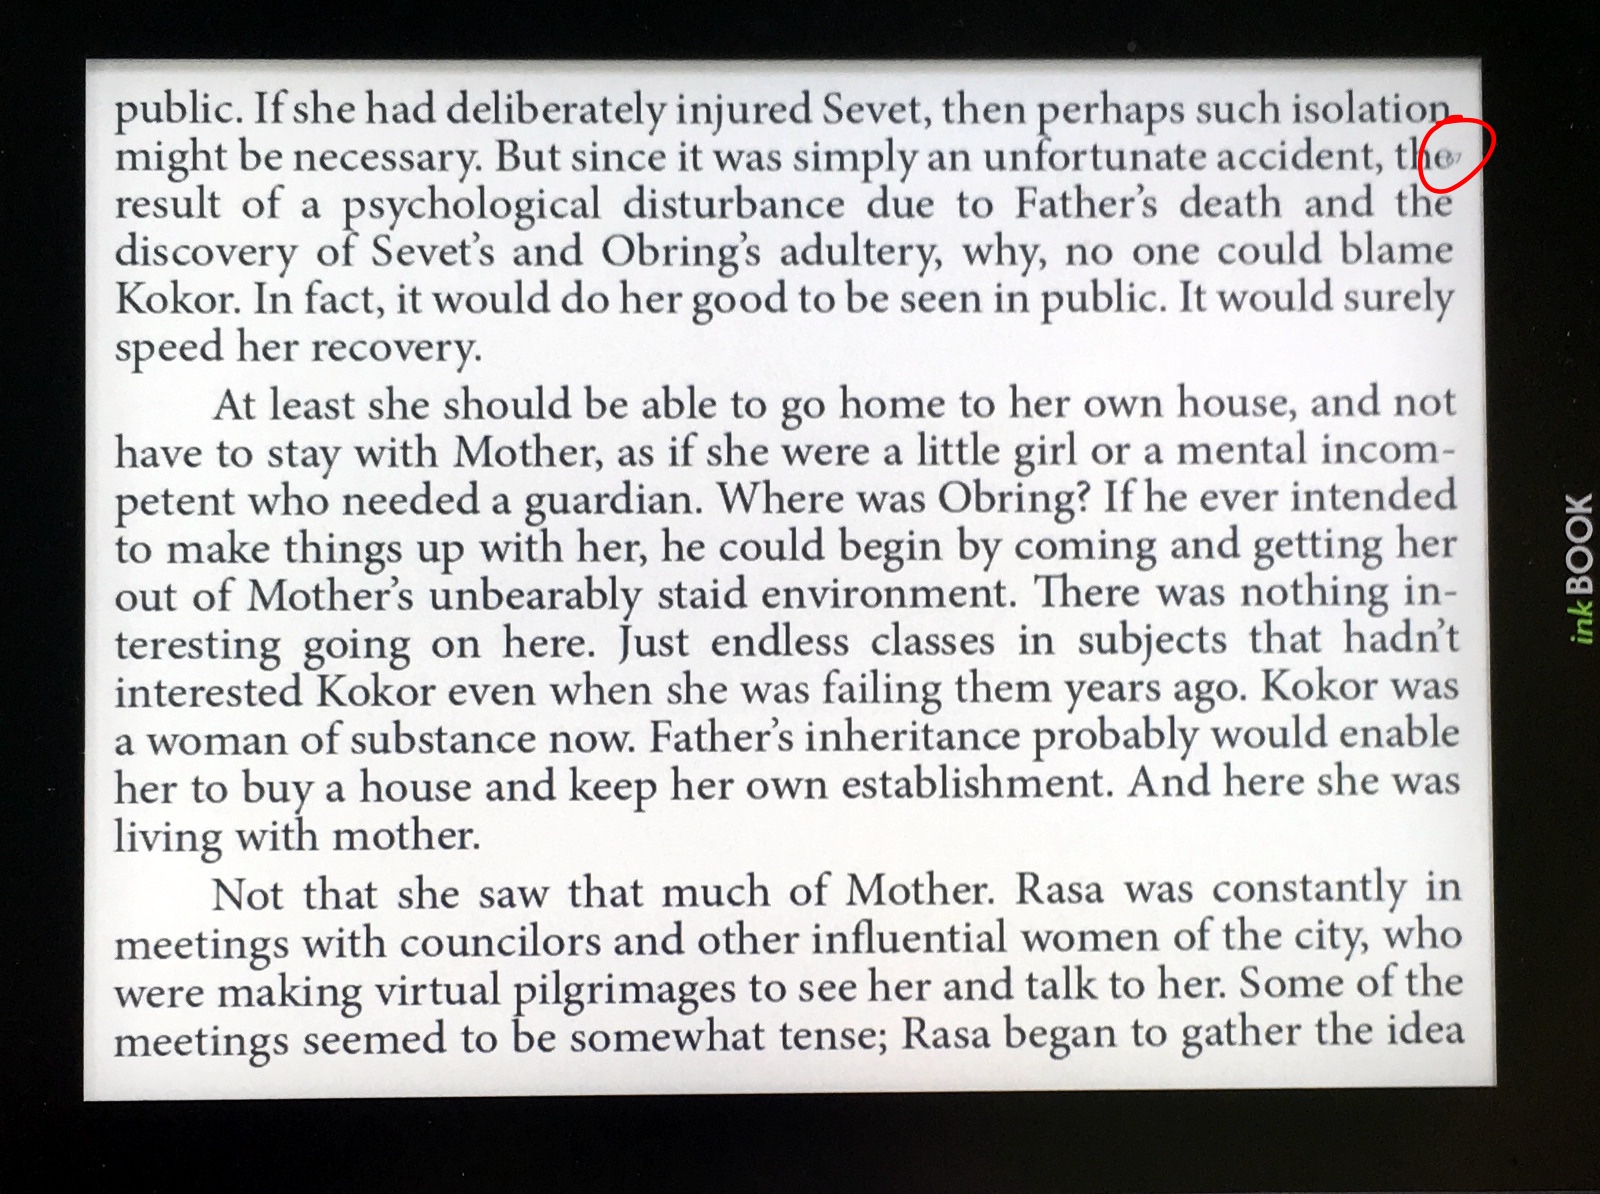 public. If she had deliberately injured Sevet, then perhaps such isolation
might be necessary. But since it was simply an unfortunate accident, the
result of a psychological disturbance due to Father’s death and the
discovery of Sevet’s and Obring’s adultery, why, no one could blame
Kokor. In fact, it would do her good to be seen in public. It would surely
speed her recovery.
At least she should be able to go home to her own house, and not
have to stay with Mother, as if she were a little girl or a mental incom-
petent who needed a guardian. Where was Obring? If he ever intended
to make things up with her, he could begin by coming and getting her
out of Mother’s unbearably staid environment. There was nothing in-
teresting going on here. Just endless classes in subjects that hadn’t
interested Kokor even when she was failing them years ago. Kokor was
a woman of substance now. Father’s inheritance probably would enable
her to buy a house and keep her own establishment. And here she was
living with mother.
Not that she saw that much of Mother. Rasa was constantly in
meetings with councilors and other influential women of the city, who
were making virtual pilgrimages to see her and talk to her. Some of the
meetings seemed to be somewhat tense; Rasa began to gather the idea
inkBOOK